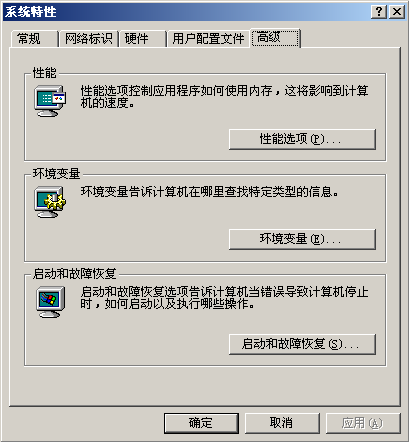 系统特性
常规 网络标识 硬件 用户配置文件 高级
性能
性能选项控制应用程序如何使用内存，这将影响到计算
机的速度。
性能选项(P)...
环境变量
环境变量告诉计算机在哪里查找特定类型的信息。
环境变量(E)...
启动和故障恢复
启动和故障恢复选项告诉计算机当错误导致计算机停止
时，如何启动以及执行哪些操作。
启动和故障恢复(S)...
确定 取消 应用(A)